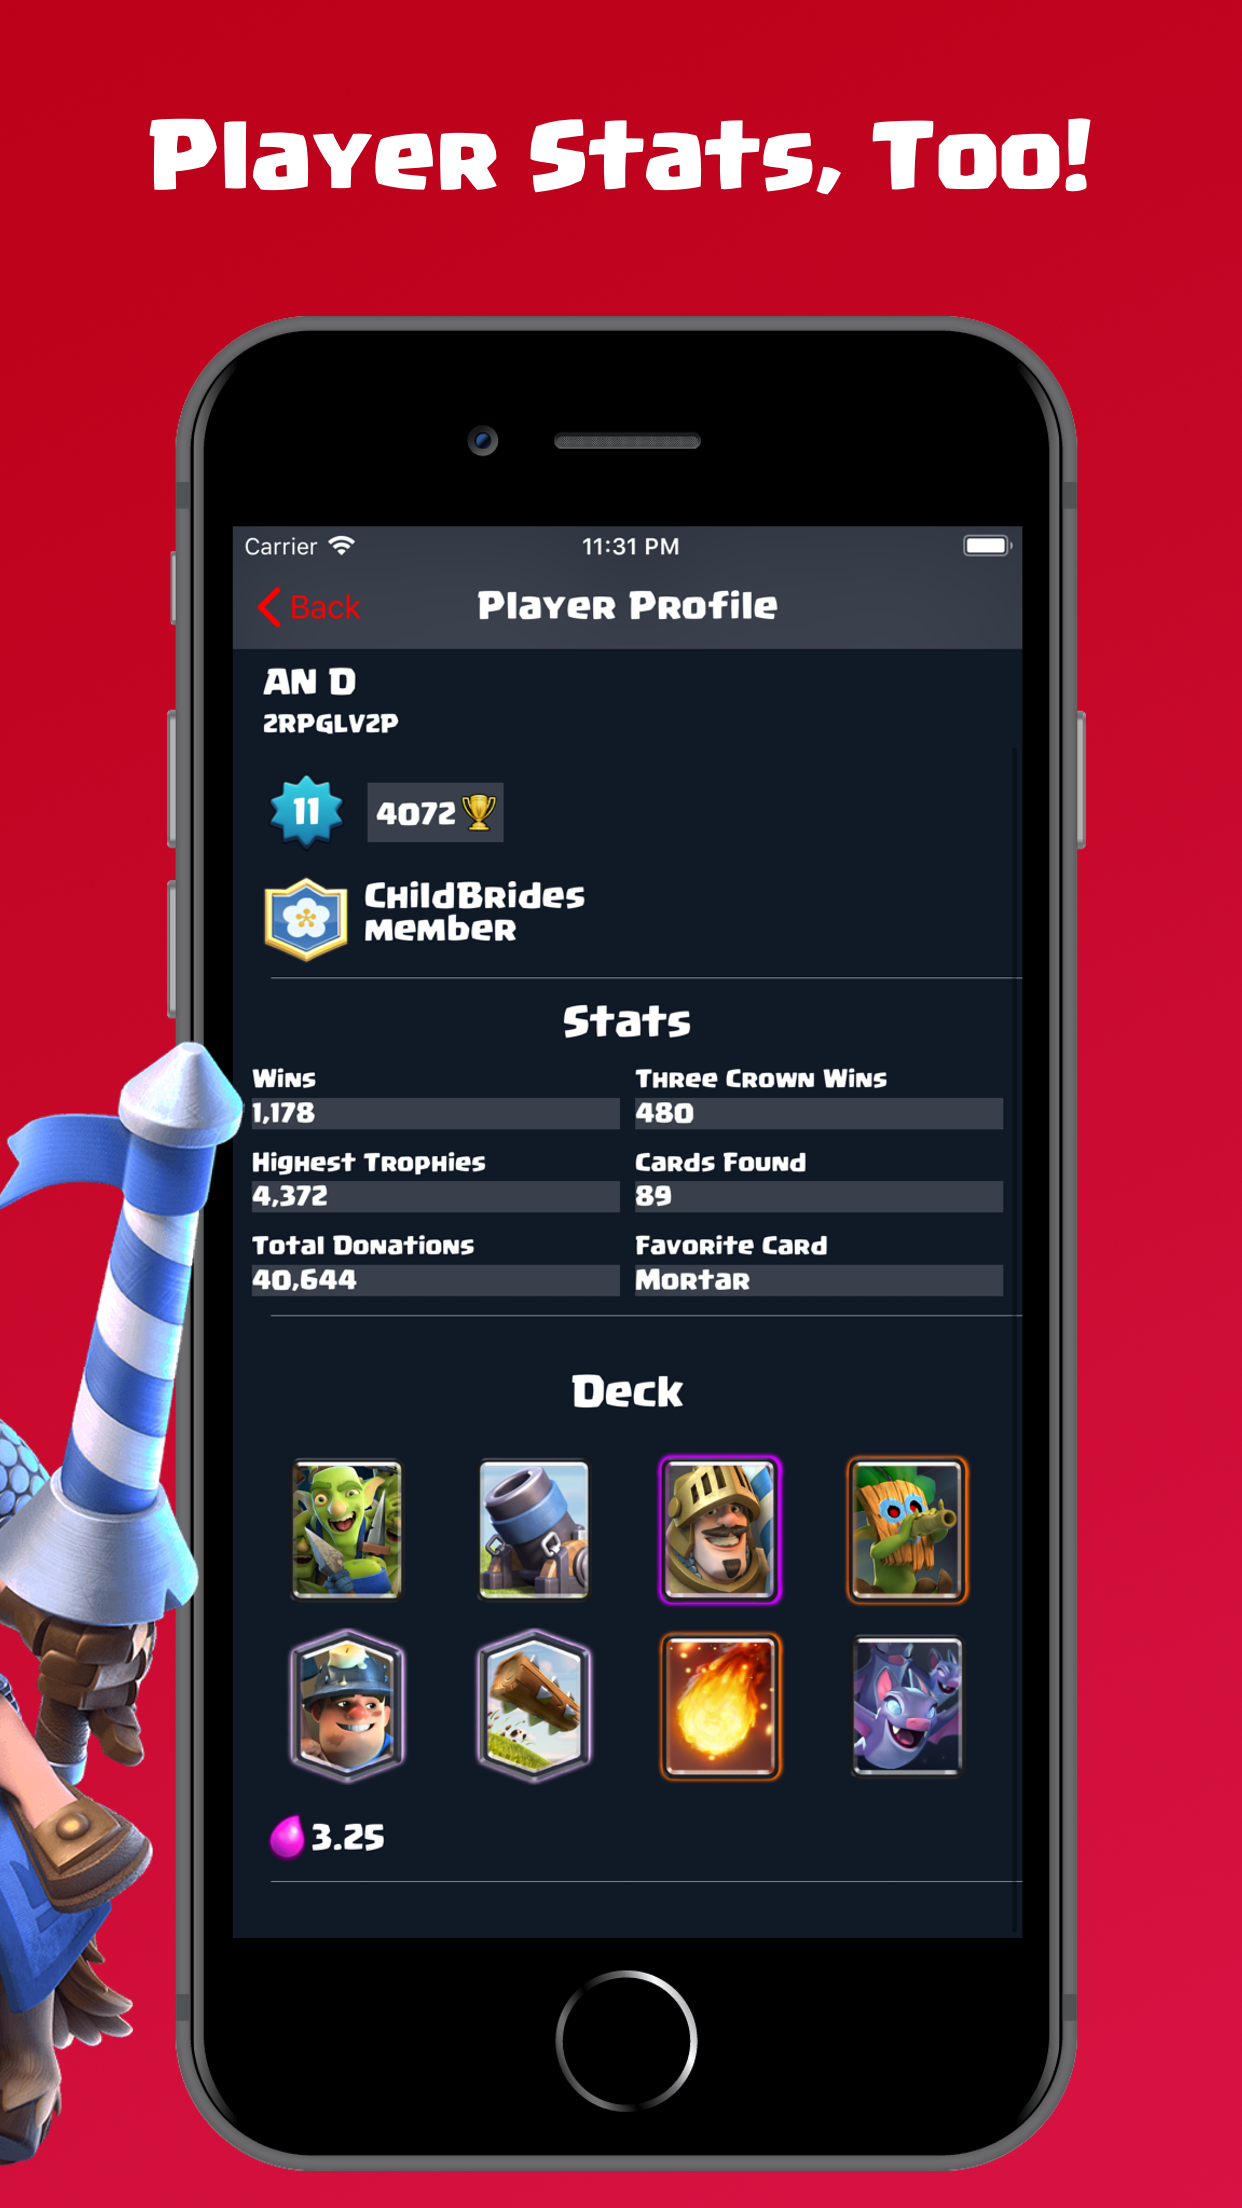 Player Stats, Too!
Carrier 11:31 PM
Back Player Profile
AN D
2RPGLV2P
11 4072
ChildBrides
member
Stats
Wins Three Crown Wins
1,178 480
Highest Trophies Cards Found
4,372 89
Total Donations Favorite Card
40,644 Mortar
Deck
3.25